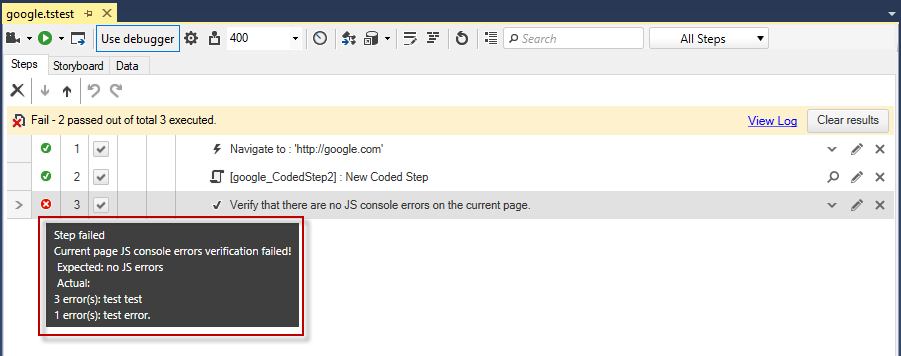 google.tstest
Use debugger
400
Search
All Steps
Steps
Storyboard
Data
Fail - 2 passed out of total 3 executed.
View Log
Clear results
1
Navigate to : 'http://google.com'
2
[google_CodedStep2] : New Coded Step
3
Verify that there are no JS console errors on the current page.
Step failed
Current page JS console errors verification failed!
Expected: no JS errors
Actual:
3 error(s): test test
1 error(s): test error.